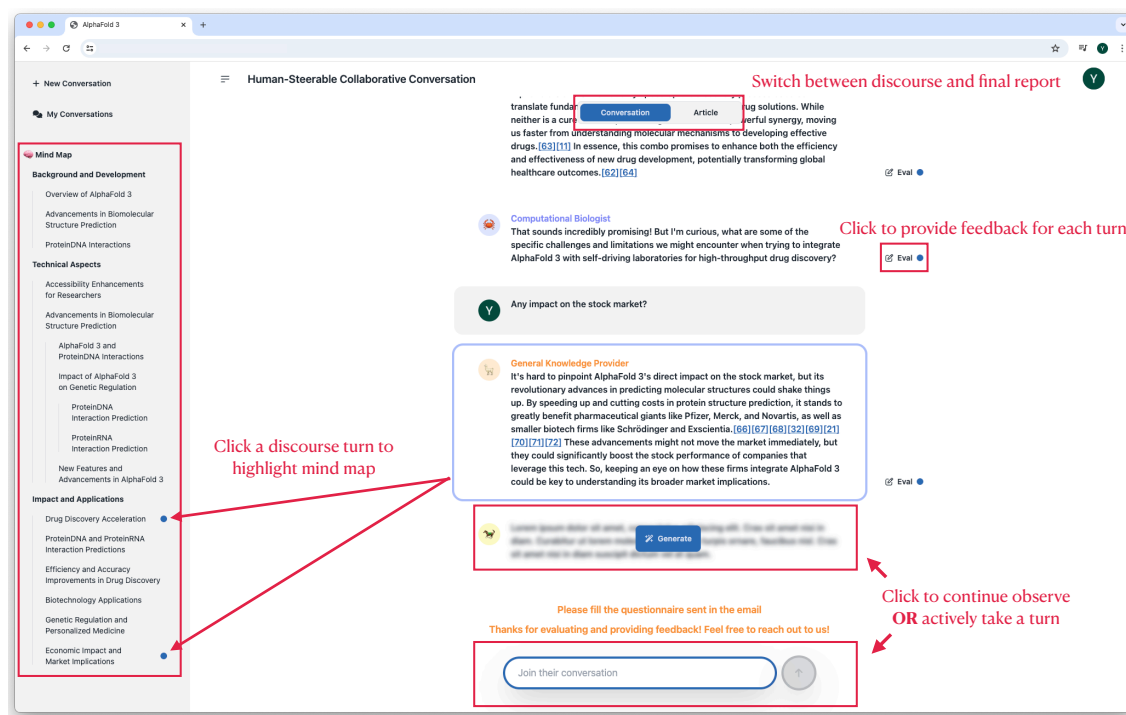 AlphaFold 3
+ New Conversation
My Conversations
Mind Map
Background and Development
Overview of AlphaFold 3
Advancements in Biomolecular
Structure Prediction
ProteinDNA Interactions
Technical Aspects
Accessibility Enhancements
for Researchers
Advancements in Biomolecular
Structure Prediction
AlphaFold 3 and
ProteinDNA Interactions
Impact of AlphaFold 3
on Genetic Regulation
ProteinDNA
Interaction Prediction
ProteinRNA
Interaction Prediction
New Features and
Advancements in AlphaFold 3
Impact and Applications
Drug Discovery Acceleration
ProteinDNA and ProteinRNA
Interaction Predictions
Efficiency and Accuracy
Improvements in Drug Discovery
Biotechnology Applications
Genetic Regulation and
Personalized Medicine
Economic Impact and
Market Implications
Click a discourse turn to
highlight mind map
Human-Steerable Collaborative Conversation
Switch between discourse and final report
Y
Y
Conversation
Article
translate fundar rug solutions. While
neither is a cure werful synergy, moving
us faster from understanding molecular mechanisms to developing effective
drugs.[63][11] In essence, this combo promises to enhance both the efficiency
and effectiveness of new drug development, potentially transforming global
healthcare outcomes.[62][64]
Eval
Computational Biologist
That sounds incredibly promising! But I'm curious, what are some of the
specific challenges and limitations we might encounter when trying to integrate
AlphaFold 3 with self-driving laboratories for high-throughput drug discovery?
Click to provide feedback for each turn
Eval
Y
Any impact on the stock market?
General Knowledge Provider
It's hard to pinpoint AlphaFold 3's direct impact on the stock market, but its
revolutionary advances in predicting molecular structures could shake things
up. By speeding up and cutting costs in protein structure prediction, it stands to
greatly benefit pharmaceutical giants like Pfizer, Merck, and Novartis, as well as
smaller biotech firms like Schrödinger and Exscientia.[66][67][68][32][69][21]
[70][71][72] These advancements might not move the market immediately, but
they could significantly boost the stock performance of companies that
leverage this tech. So, keeping an eye on how these firms integrate AlphaFold 3
could be key to understanding its broader market implications.
Eval
Generate
Click to continue observe
OR actively take a turn
Please fill the questionnaire sent in the email
Thanks for evaluating and providing feedback! Feel free to reach out to us!
Join their conversation